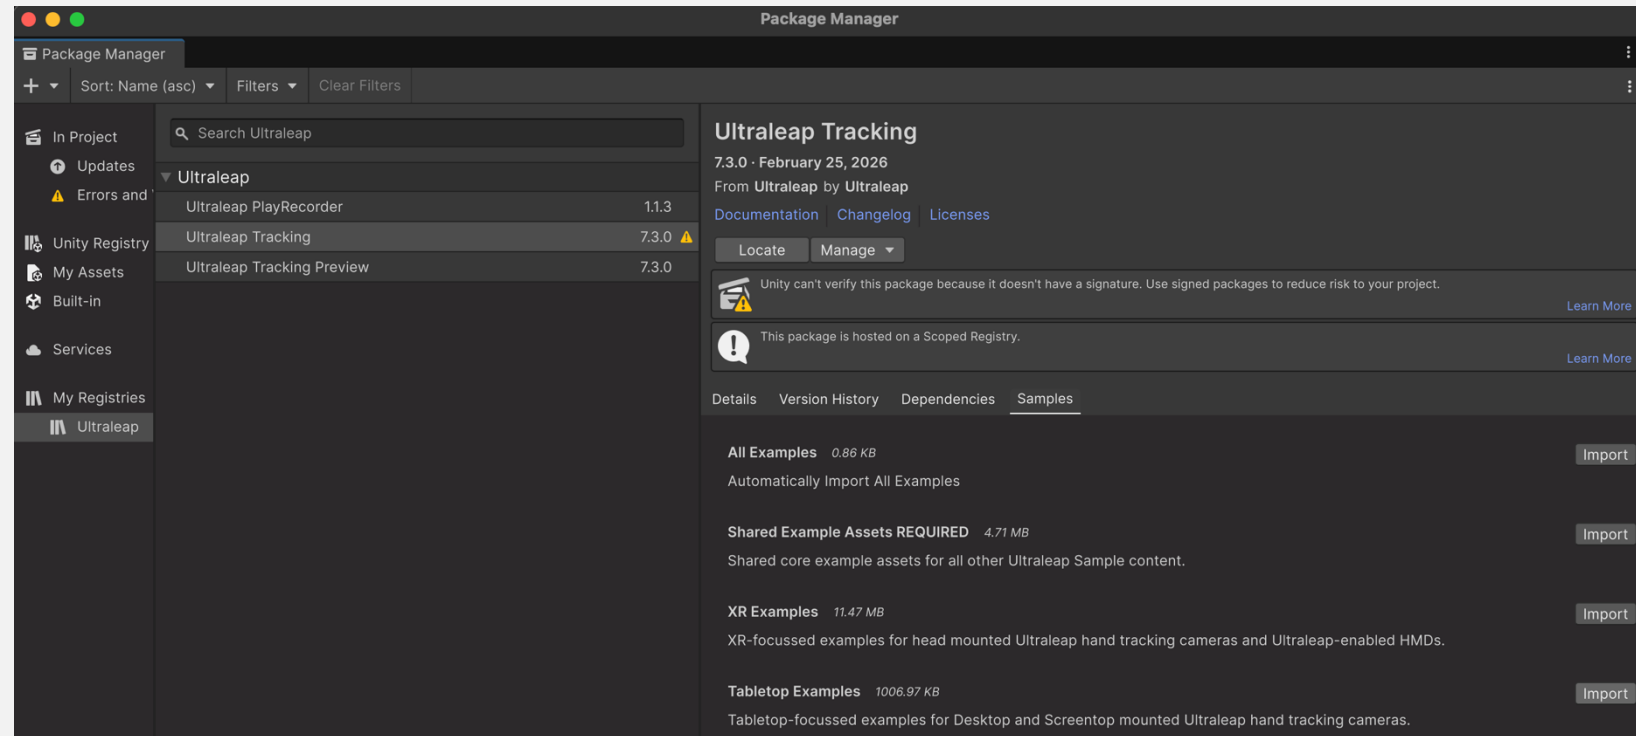 Package Manager
Package Manager
Sort: Name (asc)
Filters
Clear Filters
In Project
Updates
Errors and
Unity Registry
My Assets
Built-in
Services
My Registries
Ultraleap
Search Ultraleap
Ultraleap
Ultraleap PlayRecorder 1.1.3
Ultraleap Tracking 7.3.0
Ultraleap Tracking Preview 7.3.0
Ultraleap Tracking
7.3.0 · February 25, 2026
From Ultraleap by Ultraleap
Documentation Changelog Licenses
Locate Manage
Unity can't verify this package because it doesn't have a signature. Use signed packages to reduce risk to your project.
Learn More
This package is hosted on a Scoped Registry.
Learn More
Details Version History Dependencies Samples
All Examples 0.86 KB
Import
Automatically Import All Examples
Shared Example Assets REQUIRED 4.71 MB
Import
Shared core example assets for all other Ultraleap Sample content.
XR Examples 11.47 MB
Import
XR-focussed examples for head mounted Ultraleap hand tracking cameras and Ultraleap-enabled HMDs.
Tabletop Examples 1006.97 KB
Import
Tabletop-focussed examples for Desktop and Screentop mounted Ultraleap hand tracking cameras.